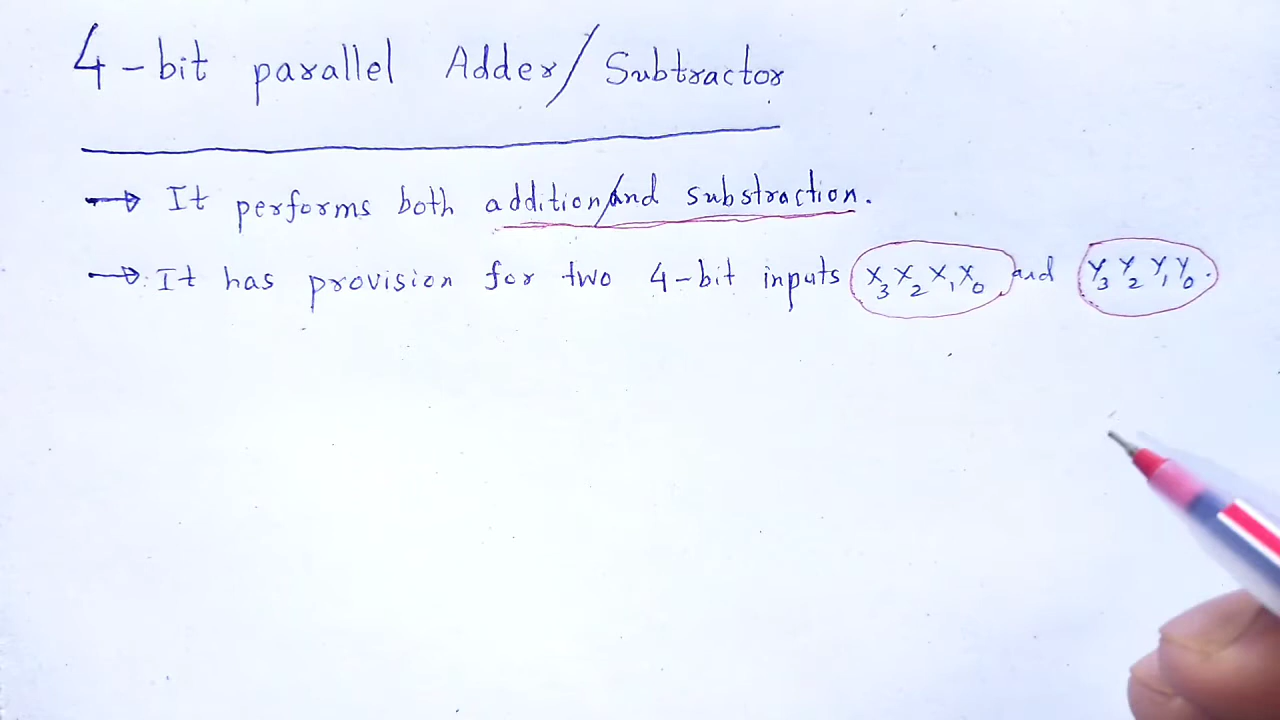 4-bit parallel Adder/Subtractor
→ It performs both addition/and substraction.
→ It has provision for two 4-bit inputs X₃X₂X₁X₀ and Y₃Y₂Y₁Y₀.